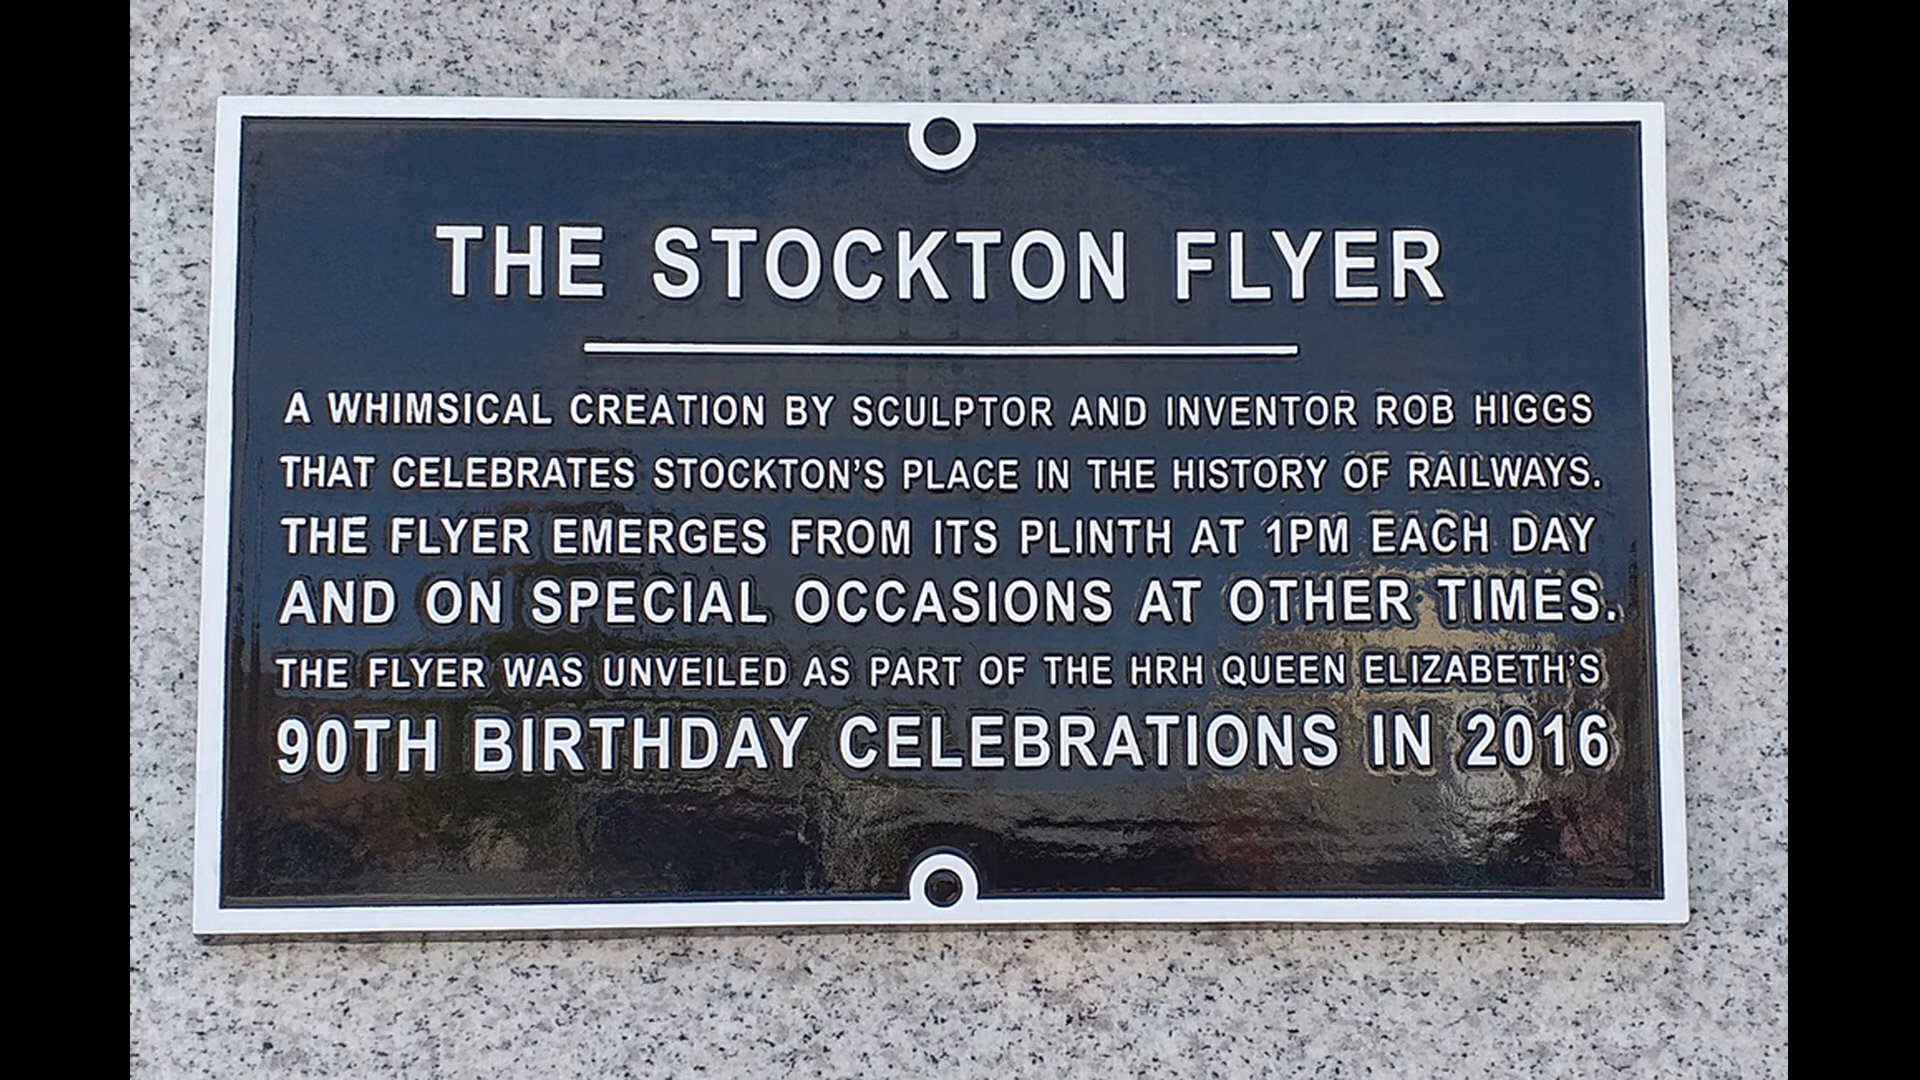 THE STOCKTON FLYER
A WHIMSICAL CREATION BY SCULPTOR AND INVENTOR ROB HIGGS
THAT CELEBRATES STOCKTON'S PLACE IN THE HISTORY OF RAILWAYS.
THE FLYER EMERGES FROM ITS PLINTH AT 1PM EACH DAY
AND ON SPECIAL OCCASIONS AT OTHER TIMES.
THE FLYER WAS UNVEILED AS PART OF THE HRH QUEEN ELIZABETH'S
90TH BIRTHDAY CELEBRATIONS IN 2016